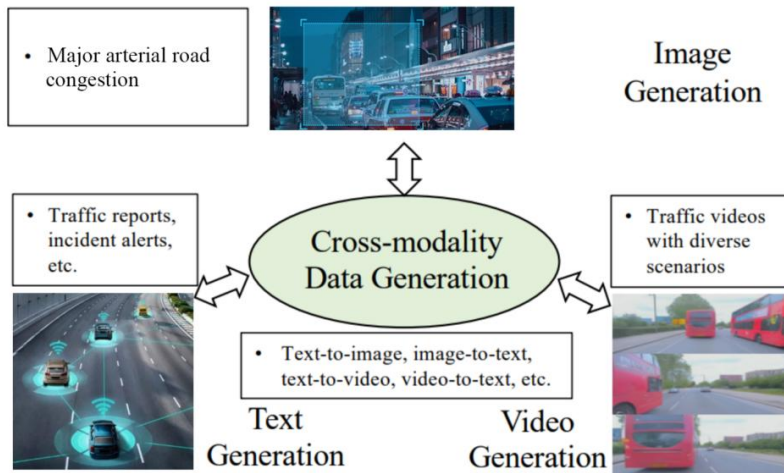 • Major arterial road
congestion
Image
Generation
• Traffic reports,
incident alerts,
etc.
Cross-modality
Data Generation
• Traffic videos
with diverse
scenarios
• Text-to-image, image-to-text,
text-to-video, video-to-text, etc.
Text
Generation
Video
Generation